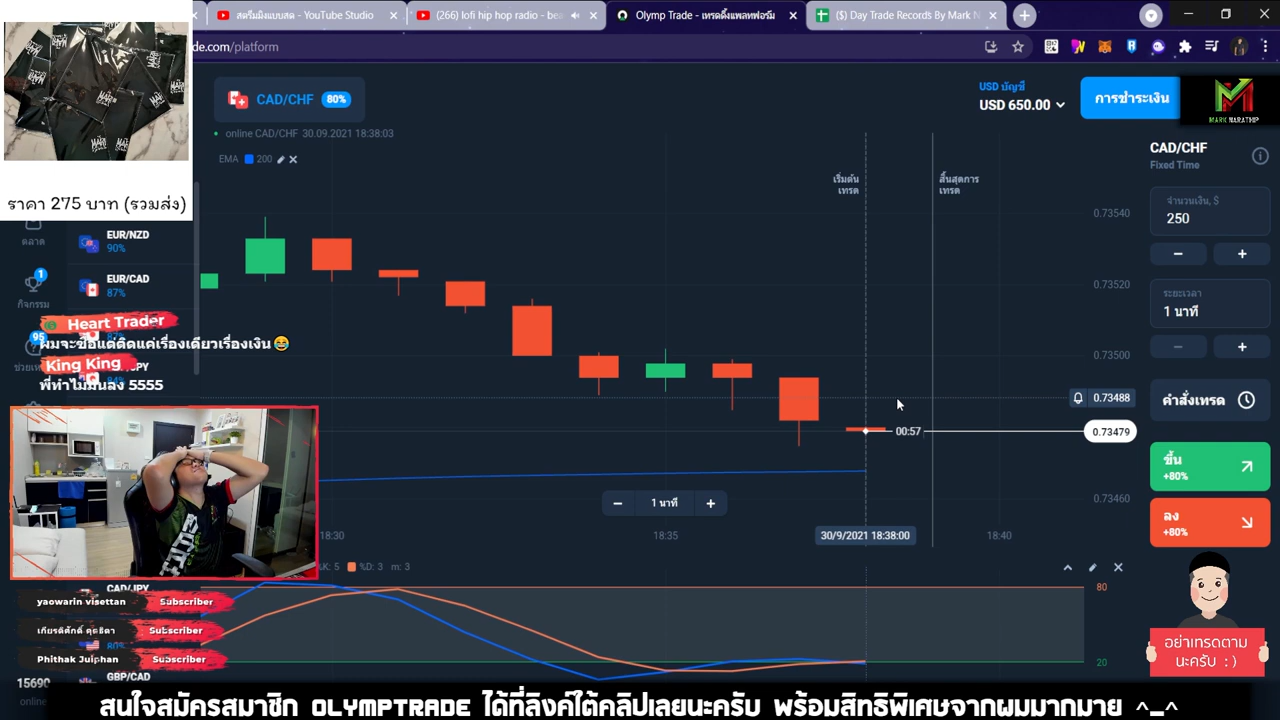 สตรีมมิงแบบสด - YouTube Studio
(266) lofi hip hop radio - bea
Olymp Trade - เทรดดิ้งแพลทฟอร์ม
($) Day Trade Records By Mark N
de.com/platform
ราคา 275 บาท (รวมส่ง)
CAD/CHF 80%
online CAD/CHF 30.09.2021 18:38:03
EMA 200
USD บัญชี
USD 650.00
การชำระเงิน
MARK NARATHIP
ตลาด
EUR/NZD
90%
กิจกรรม
1
EUR/CAD
87%
Heart Trader
ผมจะซื้อแต่ติดแค่เรื่องเดียวเรื่องเงิน😂
95
King King
พี่ทำไม่มันลง 5555
เริ่มต้น
เทรด
สิ้นสุดการ
เทรด
0.73540
0.73520
0.73500
0.73488
00:57
0.73479
0.73460
1 นาที
18:30
18:35
30/9/2021 18:38:00
18:40
CAD/CHF
Fixed Time
จำนวนเงิน, $
250
ระยะเวลา
1 นาที
คำสั่งเทรด
ขึ้น
+80%
ลง
+80%
%K: 5 %D: 3 m: 3
80
20
CAD/JPY
yaowarin visettan Subscriber
เกียรติศักดิ์ คุธธิดา Subscriber
80%
Phithak Juiphan Subscriber
GBP/CAD
15690
online
อย่าเทรดตาม
นะครับ : )
สนใจสมัครสมาชิก OLYMPTRADE ได้ที่ลิงค์ใต้คลิปเลยนะครับ พร้อมสิทธิพิเศษจากผมมากมาย ^_^